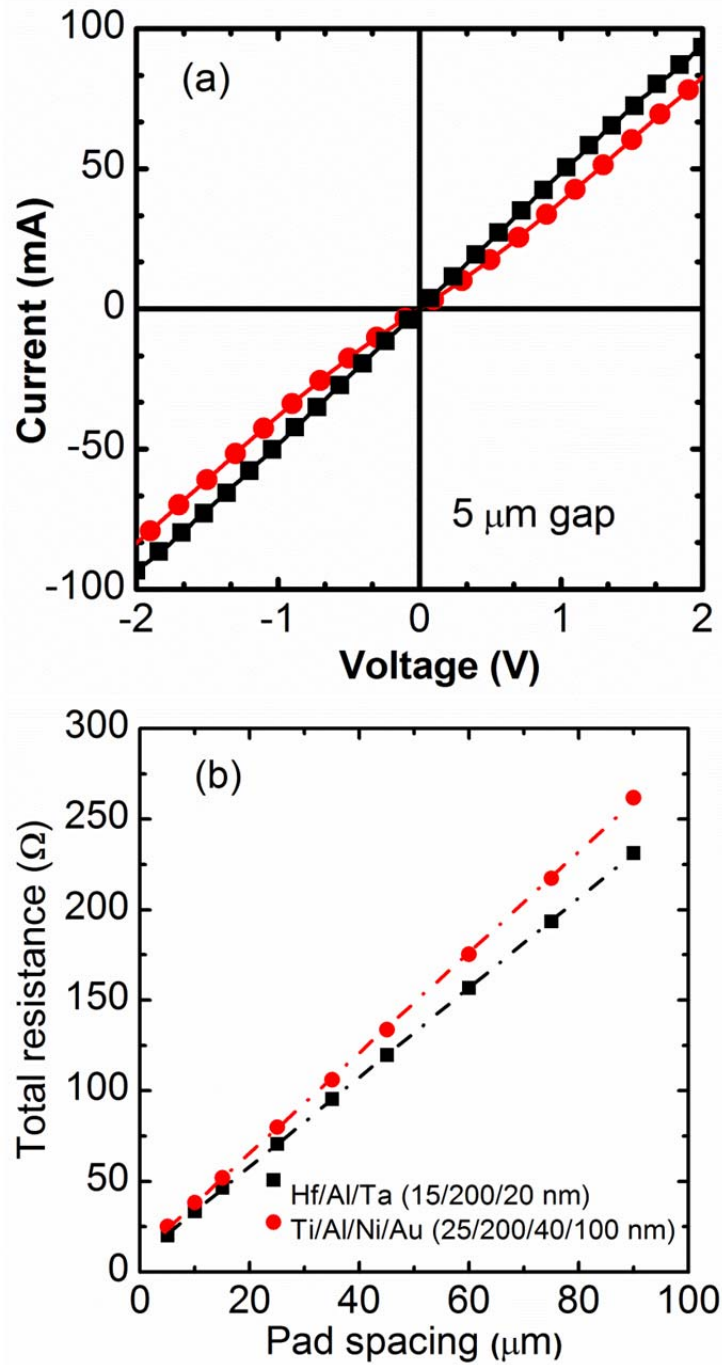 100
(a)
50
0
-50
5 μm gap
-100
-2 -1 0 1 2
Current (mA)
Voltage (V)
300
(b)
250
200
150
100
50
Hf/Al/Ta (15/200/20 nm)
Ti/Al/Ni/Au (25/200/40/100 nm)
0
0 20 40 60 80 100
Total resistance (Ω)
Pad spacing (μm)